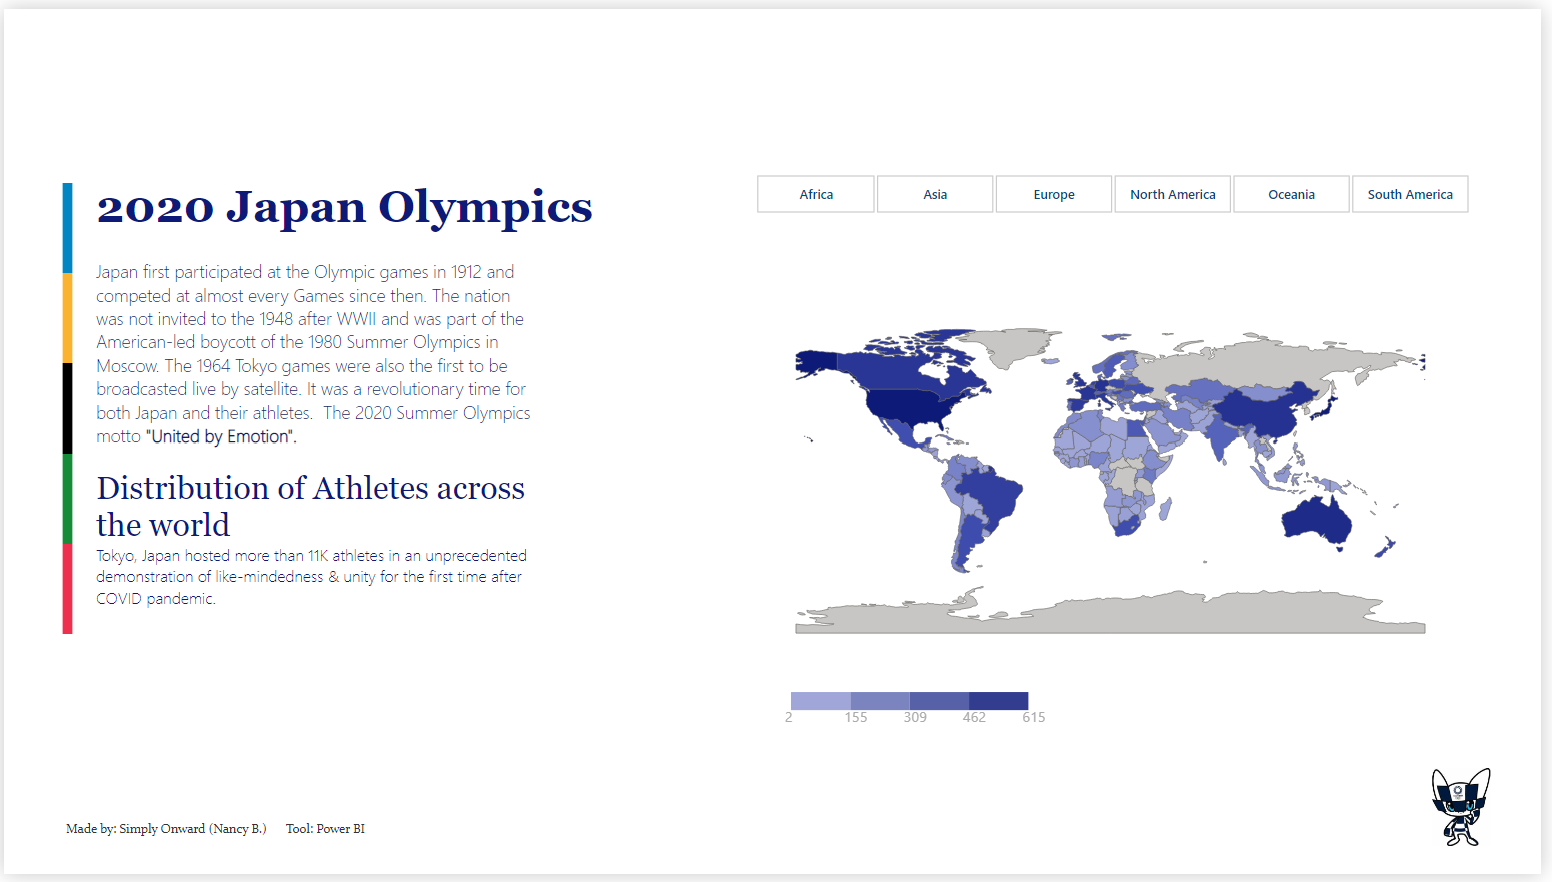 2020 Japan Olympics
Japan first participated at the Olympic games in 1912 and
competed at almost every Games since then. The nation
was not invited to the 1948 after WWII and was part of the
American-led boycott of the 1980 Summer Olympics in
Moscow. The 1964 Tokyo games were also the first to be
broadcasted live by satellite. It was a revolutionary time for
both Japan and their athletes.  The 2020 Summer Olympics
motto "United by Emotion".
Distribution of Athletes across
the world
Tokyo, Japan hosted more than 11K athletes in an unprecedented
demonstration of like-mindedness & unity for the first time after
COVID pandemic.
Africa
Asia
Europe
North America
Oceania
South America
2 155 309 462 615
Made by: Simply Onward (Nancy B.) Tool: Power BI